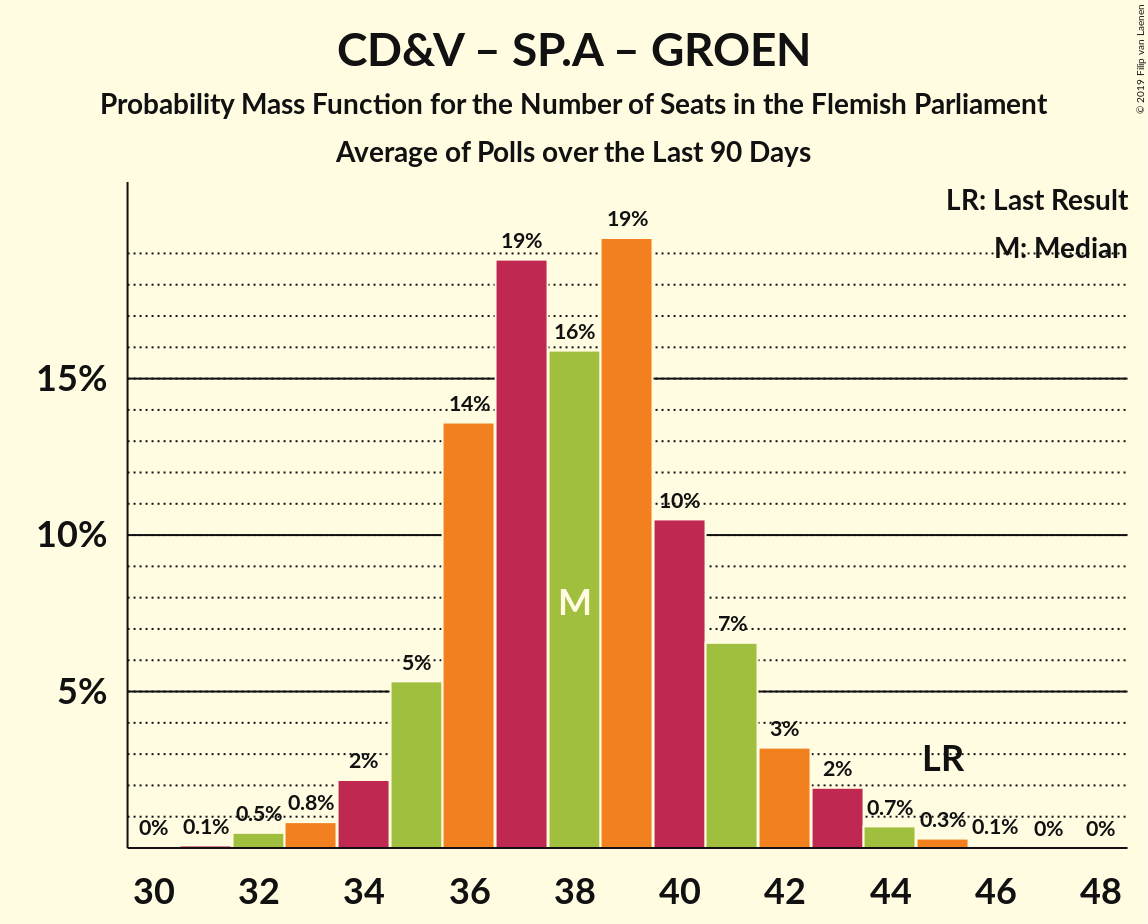 CD&V – SP.A – GROEN
Probability Mass Function for the Number of Seats in the Flemish Parliament
Average of Polls over the Last 90 Days
© 2019 Filip van Laenen
LR: Last Result
M: Median
15%
10%
5%
0%
0.1%
0.5%
0.8%
2%
5%
14%
19%
16%
19%
10%
7%
3%
2%
0.7%
0.3%
0.1%
0%
0%
M
LR
30 32 34 36 38 40 42 44 46 48